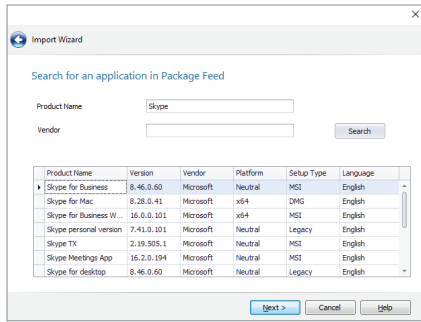 Import Wizard
Search for an application in Package Feed
Product Name Skype
Vendor Search
Product Name Version Vendor Platform Setup Type Language
Skype for Business 8.46.0.60 Microsoft Neutral MSI English
Skype for Mac 8.28.0.41 Microsoft x64 DMG English
Skype for Business W... 16.0.0.101 Microsoft x64 MSI English
Skype personal version 7.41.0.101 Microsoft Neutral Legacy English
Skype TX 2.19.505.1 Microsoft Neutral MSI English
Skype Meetings App 16.2.0.194 Microsoft Neutral MSI English
Skype for desktop 8.46.0.60 Microsoft Neutral Legacy English
Next > Cancel Help